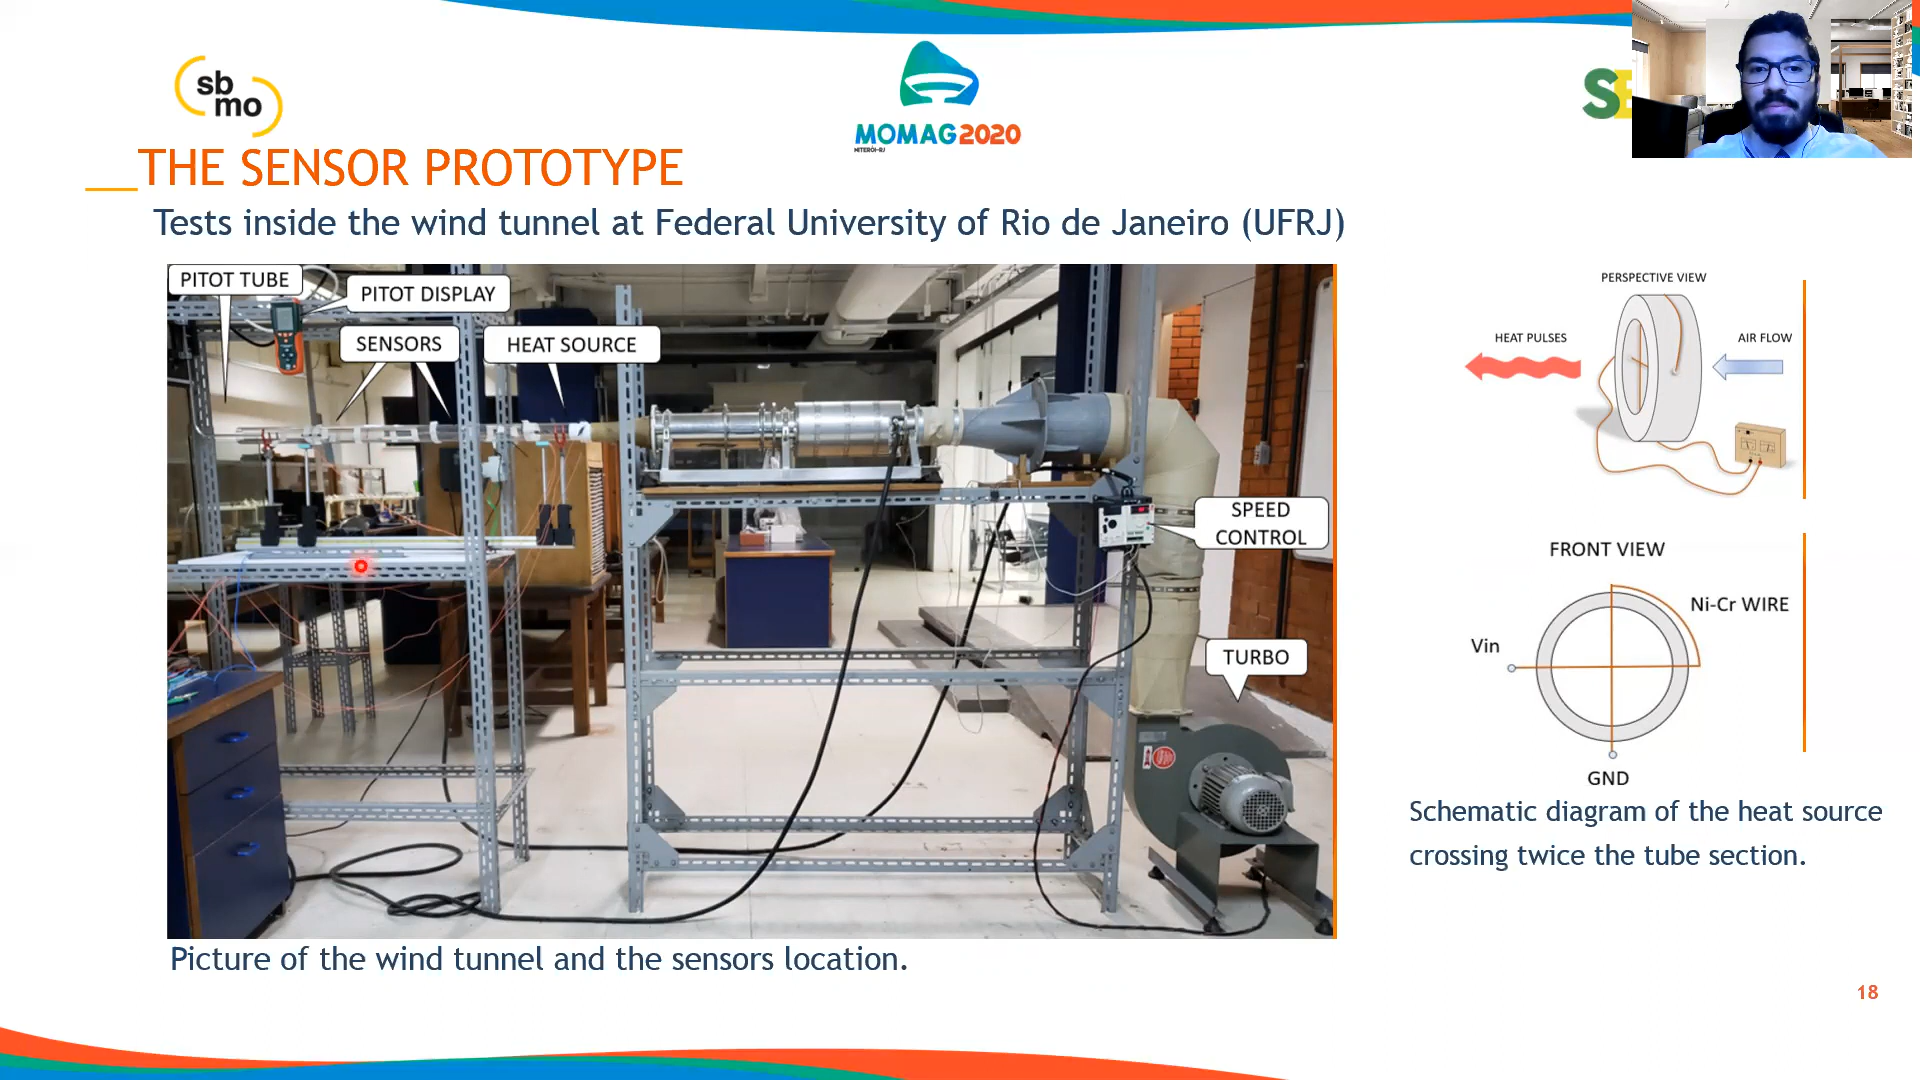 sb
mo
MOMAG2020
NITERÓI-RJ
THE SENSOR PROTOTYPE
Tests inside the wind tunnel at Federal University of Rio de Janeiro (UFRJ)
PITOT TUBE
PITOT DISPLAY
SENSORS
HEAT SOURCE
SPEED
CONTROL
TURBO
PERSPECTIVE VIEW
HEAT PULSES
AIR FLOW
FRONT VIEW
Ni-Cr WIRE
Vin
GND
Schematic diagram of the heat source
crossing twice the tube section.
Picture of the wind tunnel and the sensors location.
18